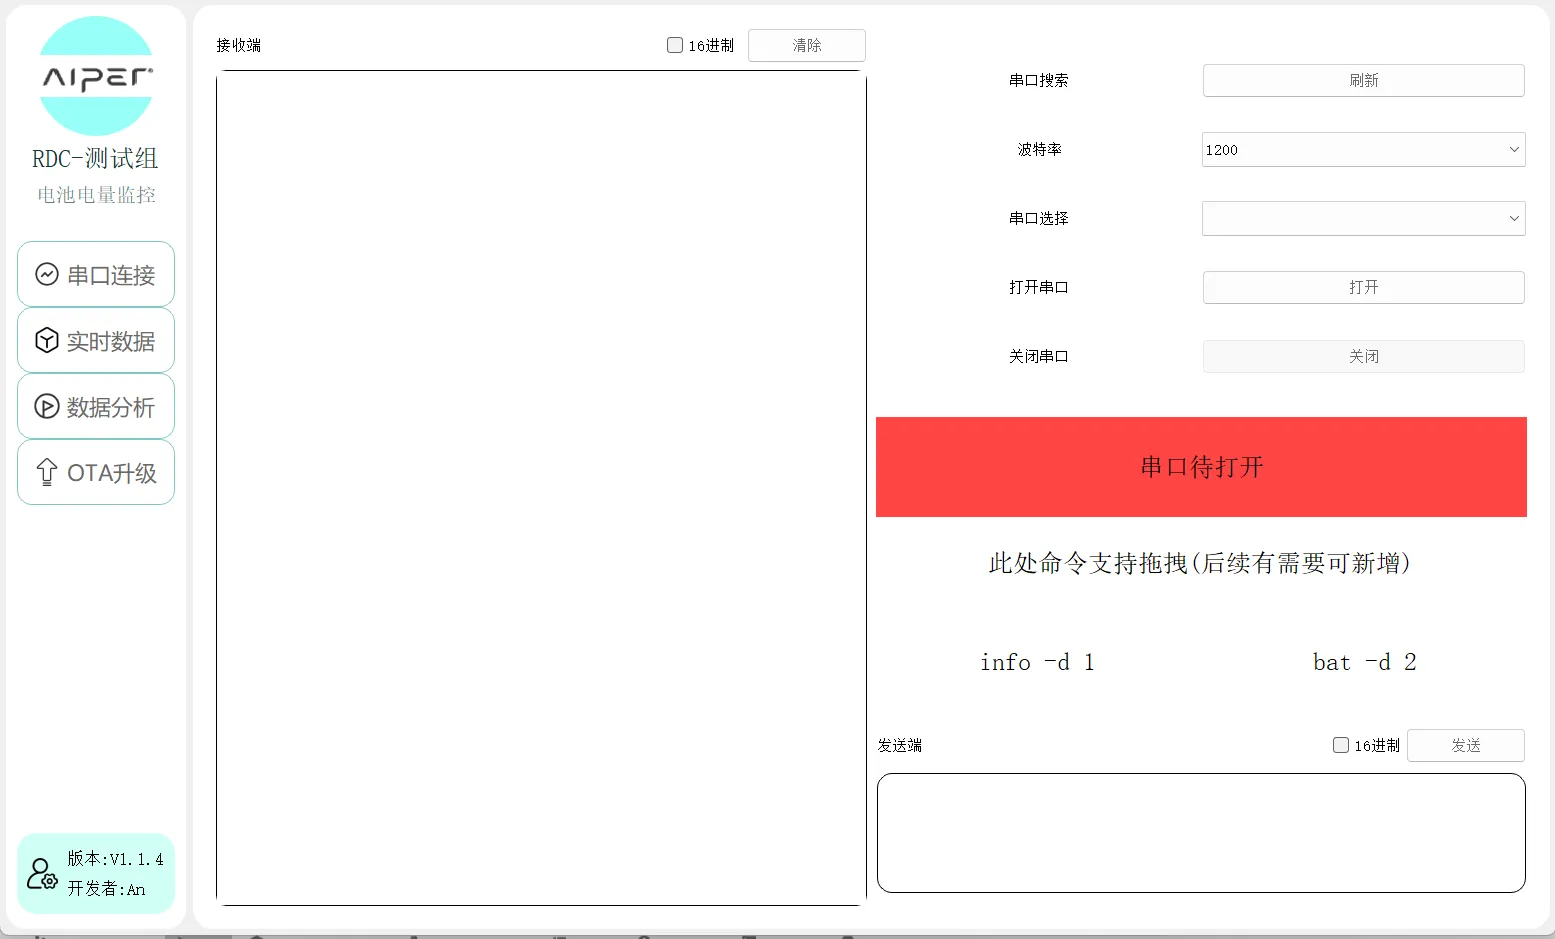 AIPER®
RDC-测试组
电池电量监控
串口连接
实时数据
数据分析
OTA升级
版本:V1.1.4
开发者:An
接收端
16进制
清除
串口搜索
刷新
波特率
1200
串口选择
打开串口
打开
关闭串口
关闭
串口待打开
此处命令支持拖拽(后续有需要可新增)
info -d 1
bat -d 2
发送端
16进制
发送